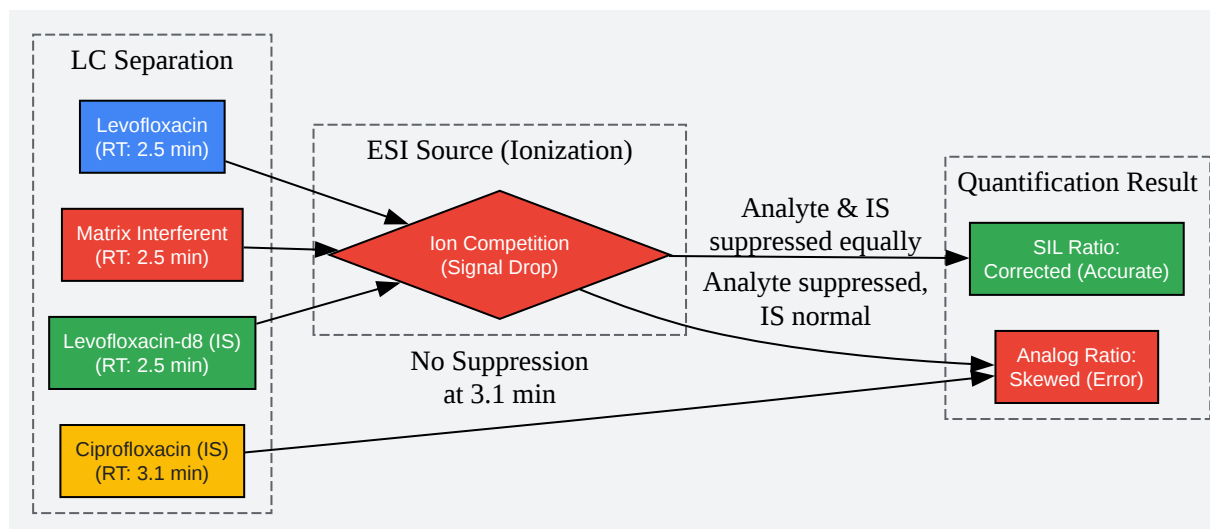 LC Separation
Levofloxacin
(RT: 2.5 min)
Matrix Interferent
(RT: 2.5 min)
Levofloxacin-d8 (IS)
(RT: 2.5 min)
Ciprofloxacin (IS)
(RT: 3.1 min)
ESI Source (Ionization)
Ion Competition
(Signal Drop)
No Suppression
at 3.1 min
Analyte & IS
suppressed equally
Analyte suppressed,
IS normal
Quantification Result
SIL Ratio:
Corrected (Accurate)
Analog Ratio:
Skewed (Error)